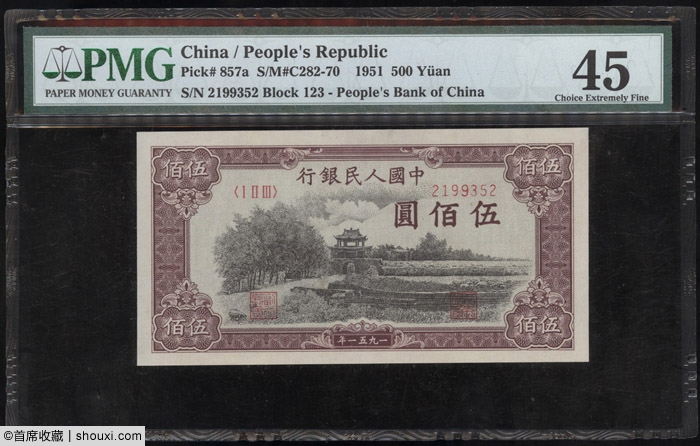 PMG
PAPER MONEY GUARANTY
China / People's Republic
Pick# 857a S/M#C282-70 1951 500 Yüan
S/N 2199352 Block 123 - People's Bank of China
45
Choice Extremely Fine
佰伍
行銀民人國中
佰伍
〈I II III〉
2199352
圓佰伍
佰伍
年一五九一
佰伍
@首席收藏 | shouxi.com